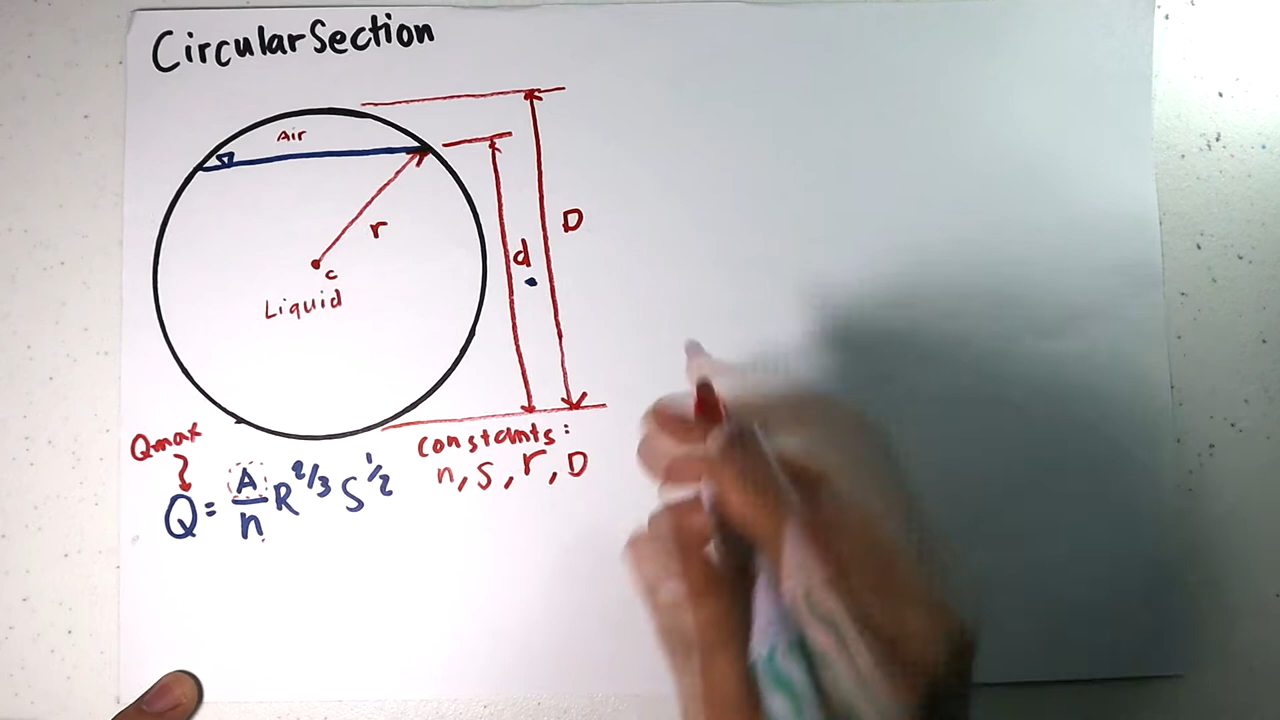 Circular Section
Air
r
c
Liquid
d
D
Qmax
constants:
n, S, r, D
Q = A/n R^2/3 S^1/2